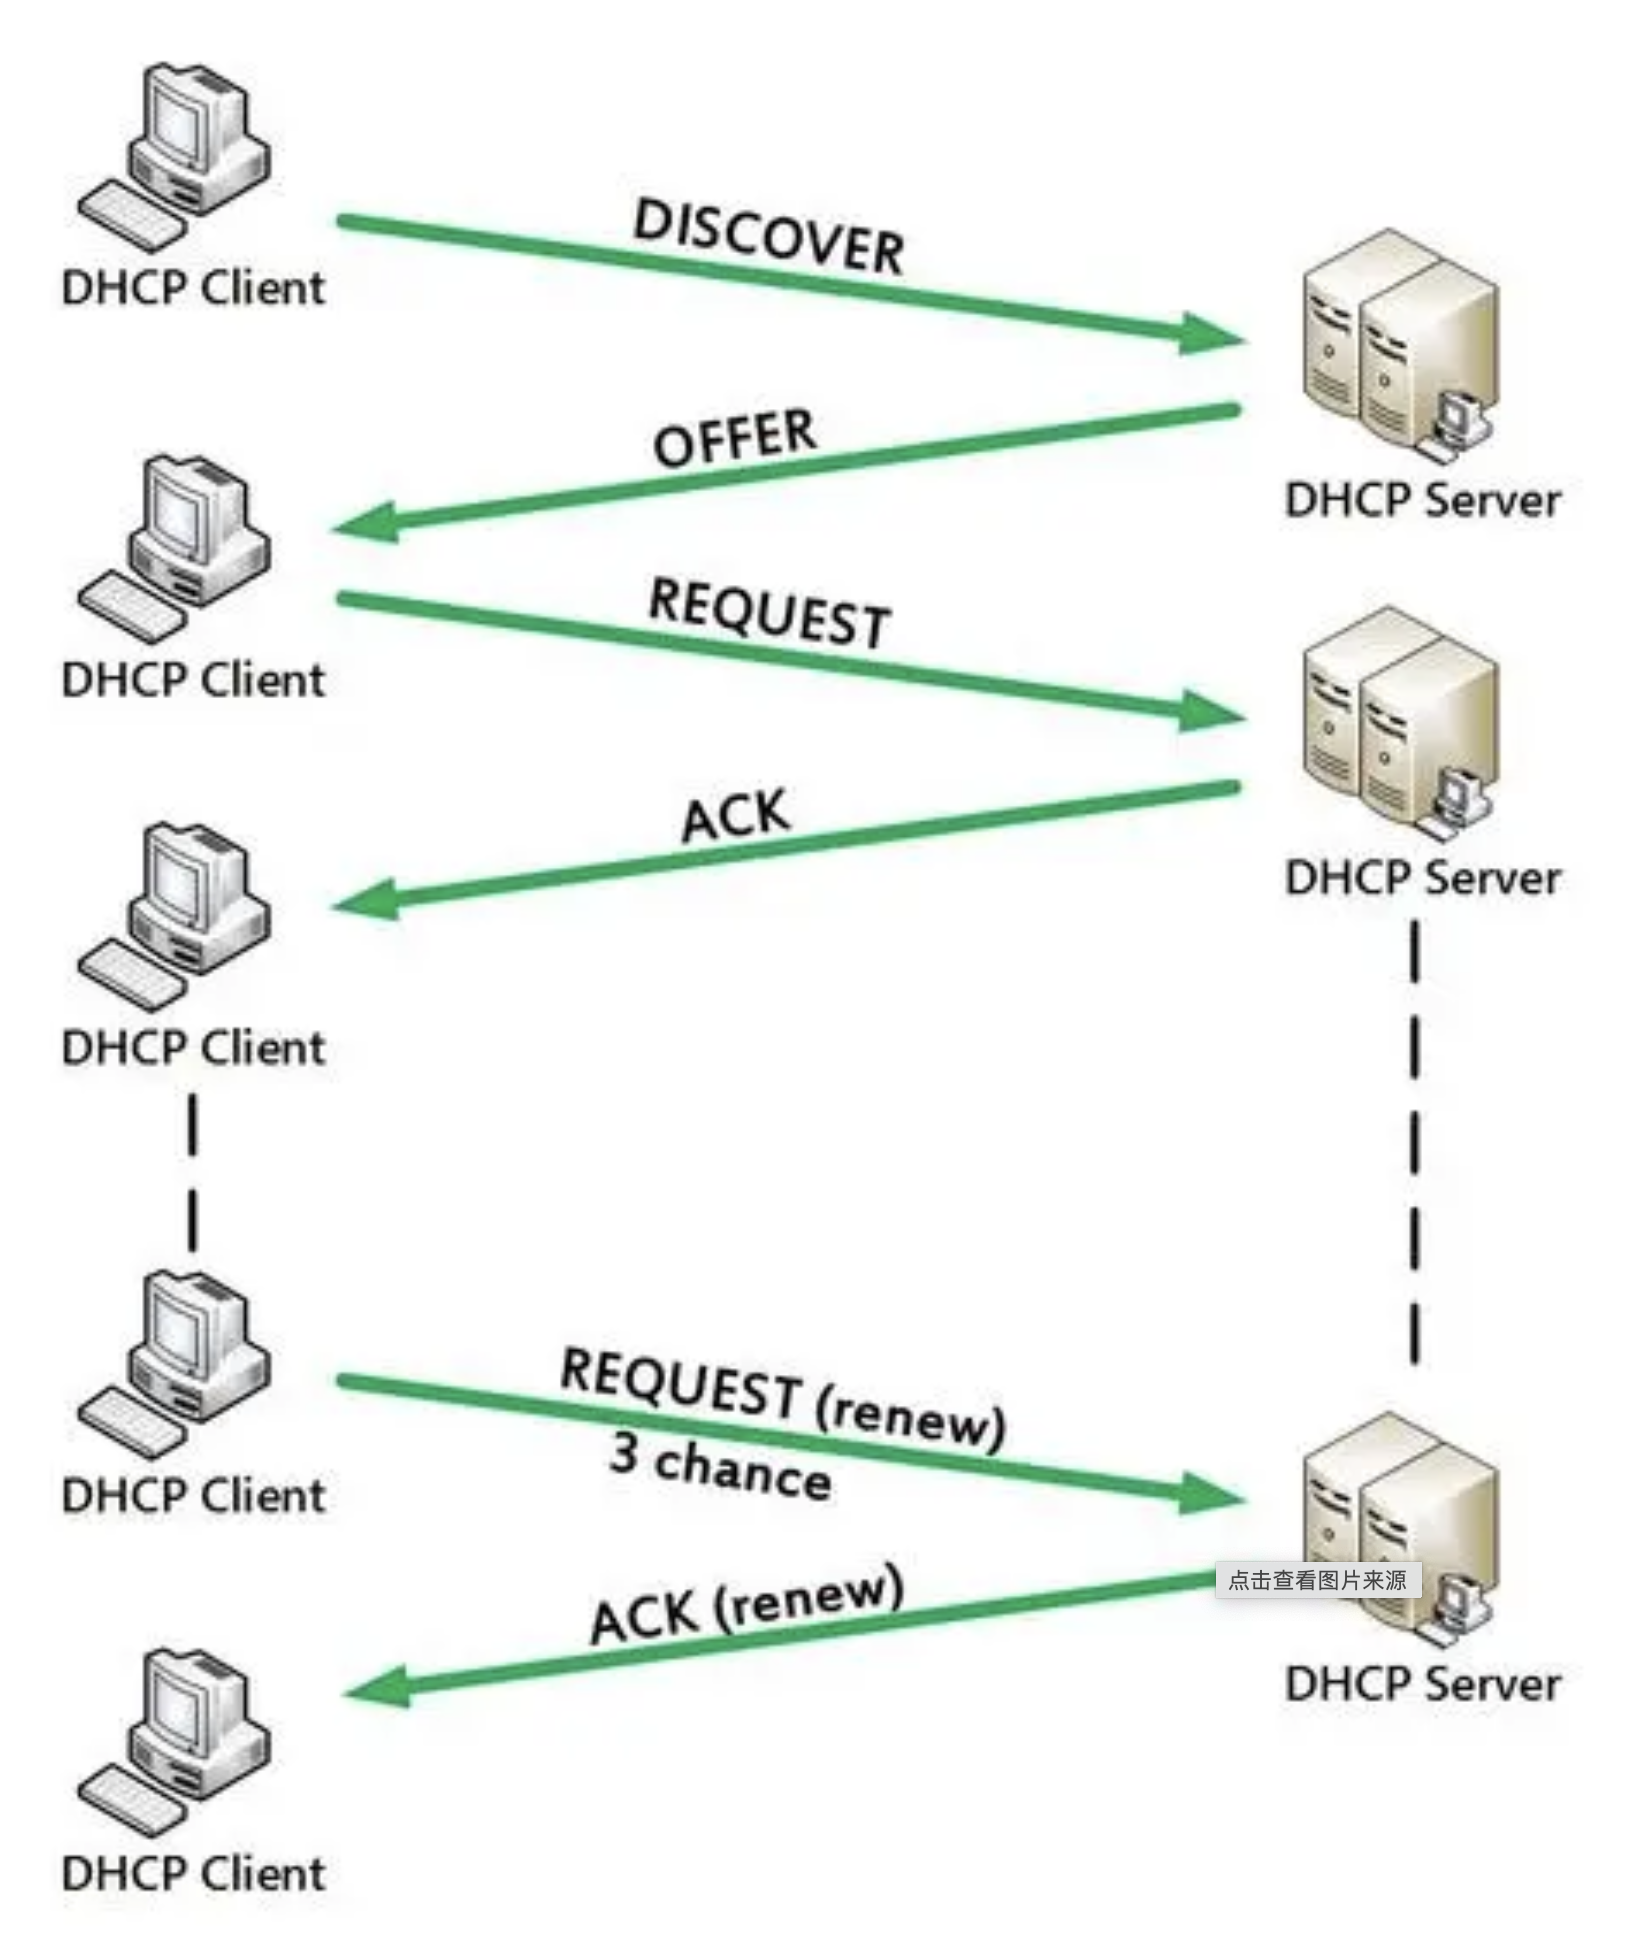 DISCOVER
DHCP Client
OFFER
DHCP Server
REQUEST
DHCP Client
ACK
DHCP Server
DHCP Client
REQUEST (renew)
3 chance
DHCP Client
点击查看图片来源
ACK (renew)
DHCP Server
DHCP Client